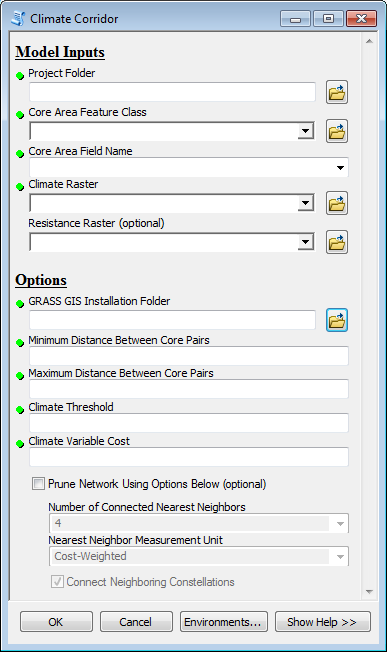 Climate Corridor
Model Inputs
Project Folder
Core Area Feature Class
Core Area Field Name
Climate Raster
Resistance Raster (optional)
Options
GRASS GIS Installation Folder
Minimum Distance Between Core Pairs
Maximum Distance Between Core Pairs
Climate Threshold
Climate Variable Cost
Prune Network Using Options Below (optional)
Number of Connected Nearest Neighbors
4
Nearest Neighbor Measurement Unit
Cost-Weighted
Connect Neighboring Constellations
OK Cancel Environments... Show Help >>